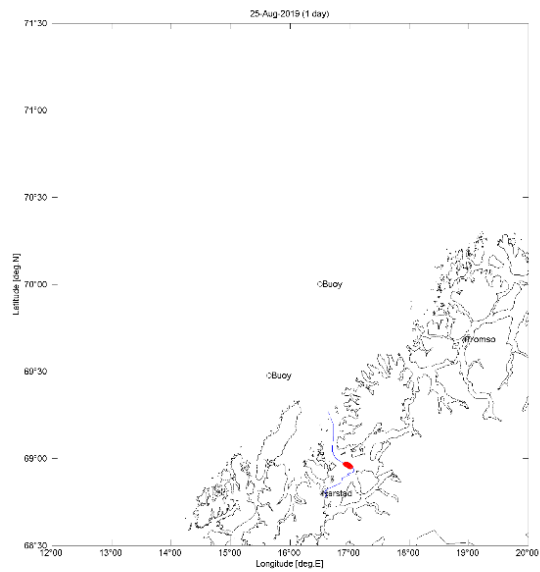 25-Aug-2019 (1 day)
71°30
71°00
70°30
70°00
69°30
69°00
68°30
Latitude [deg.N]
Buoy
Buoy
Tromso
Harstad
12°00 13°00 14°00 15°00 16°00 17°00 18°00 19°00 20°00
Longitude [deg.E]